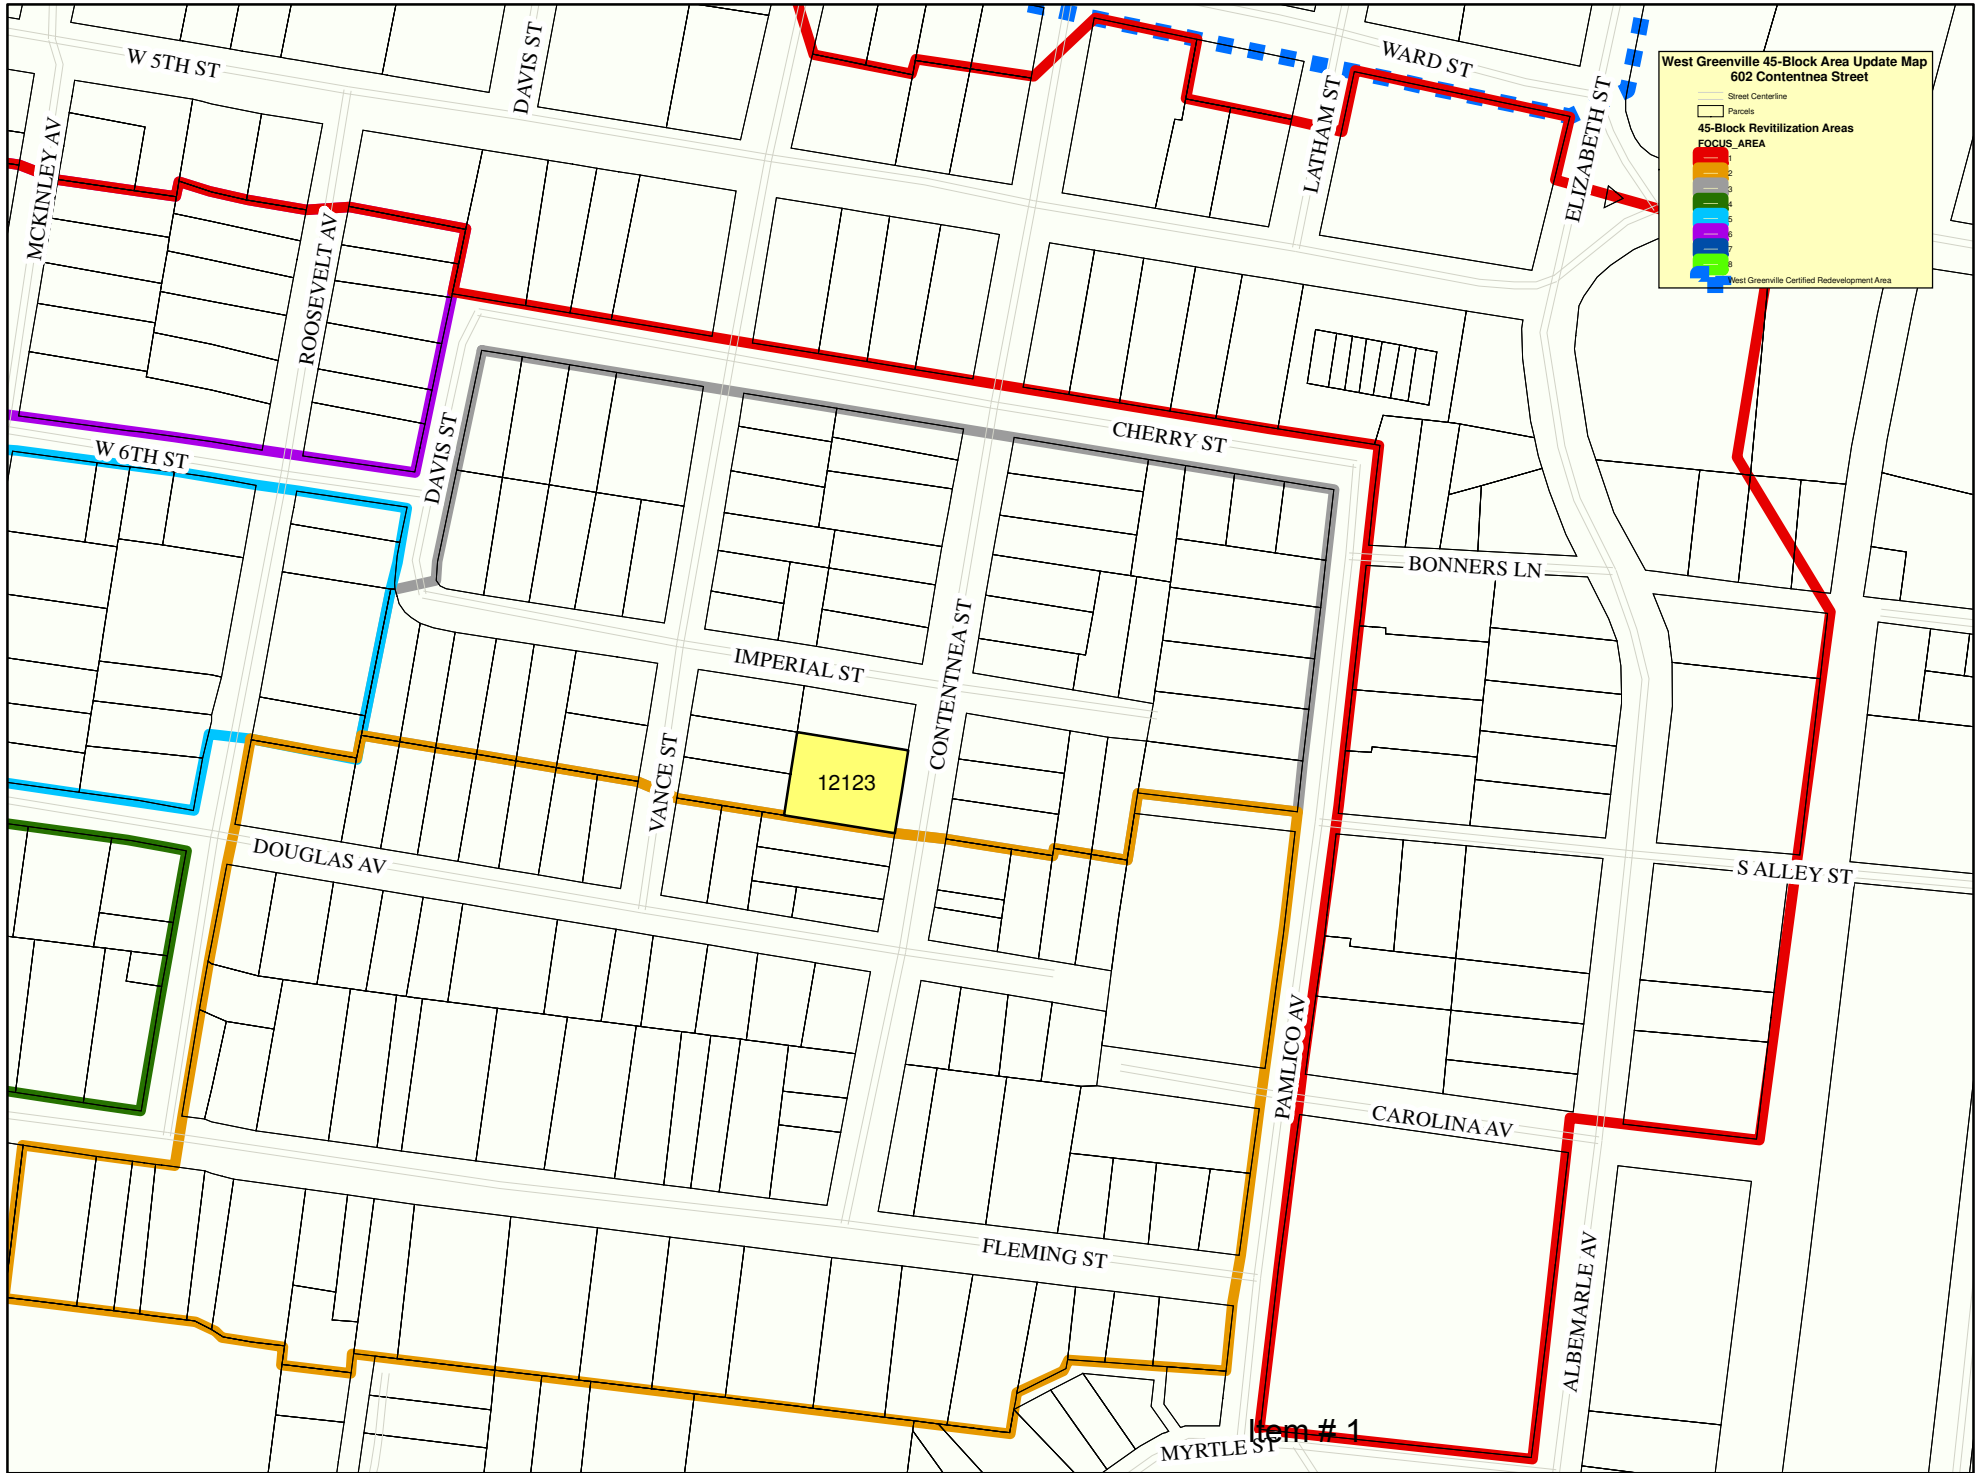 W 5TH ST
DAVIS ST
WARD ST
West Greenville 45-Block Area Update Map
602 Contentnea Street
Street Centerline
Parcels
45-Block Revitilization Areas
FOCUS_AREA
1
2
3
4
5
6
7
8
West Greenville Certified Redevelopment Area
MCKINLEY AV
LATHAM ST
ELIZABETH ST
ROOSEVELT AV
CHERRY ST
W 6TH ST
DAVIS ST
BONNERS LN
IMPERIAL ST
CONTENTNEA ST
12123
VANCE ST
DOUGLAS AV
S ALLEY ST
PAMLICO AV
CAROLINA AV
FLEMING ST
ALBEMARLE AV
Item # 1
MYRTLE ST